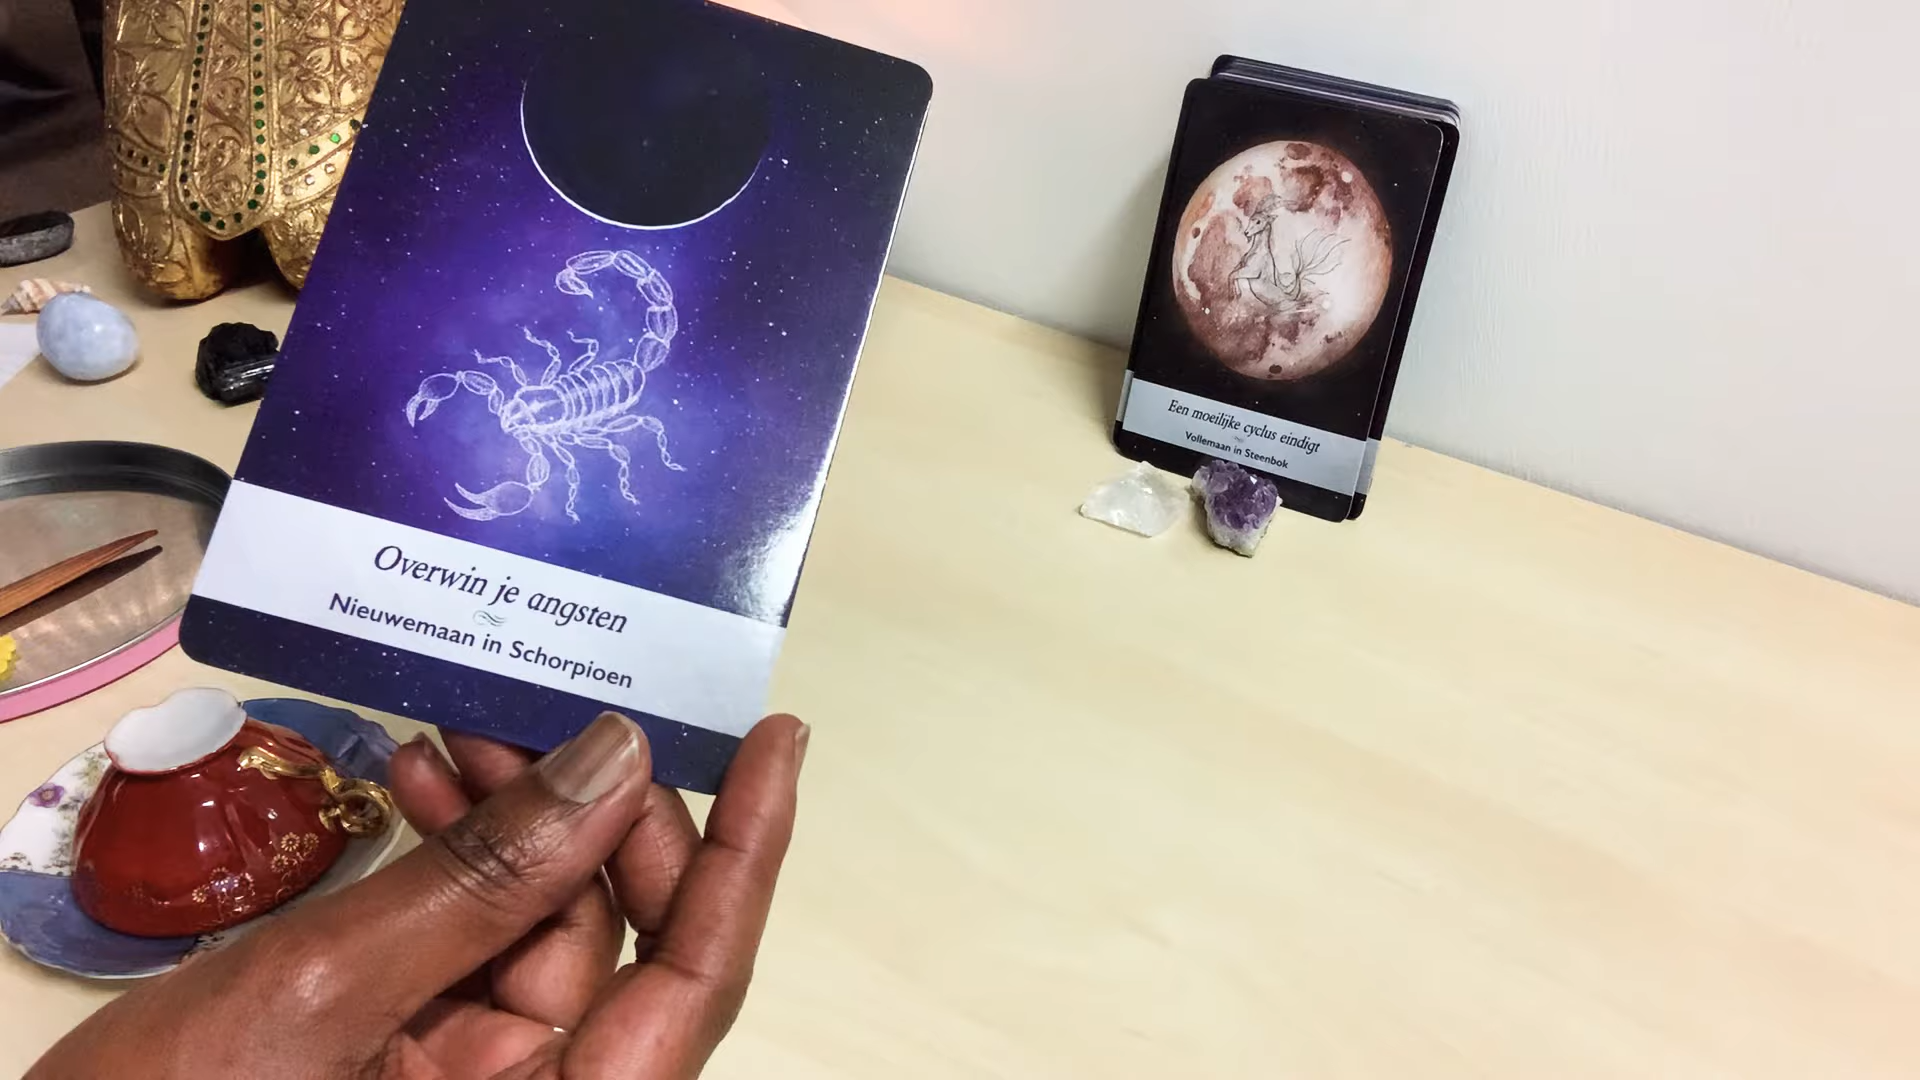 Overwin je angsten
Nieuwemaan in Schorpioen
Een moeilijke cyclus eindigt
Vollemaan in Steenbok